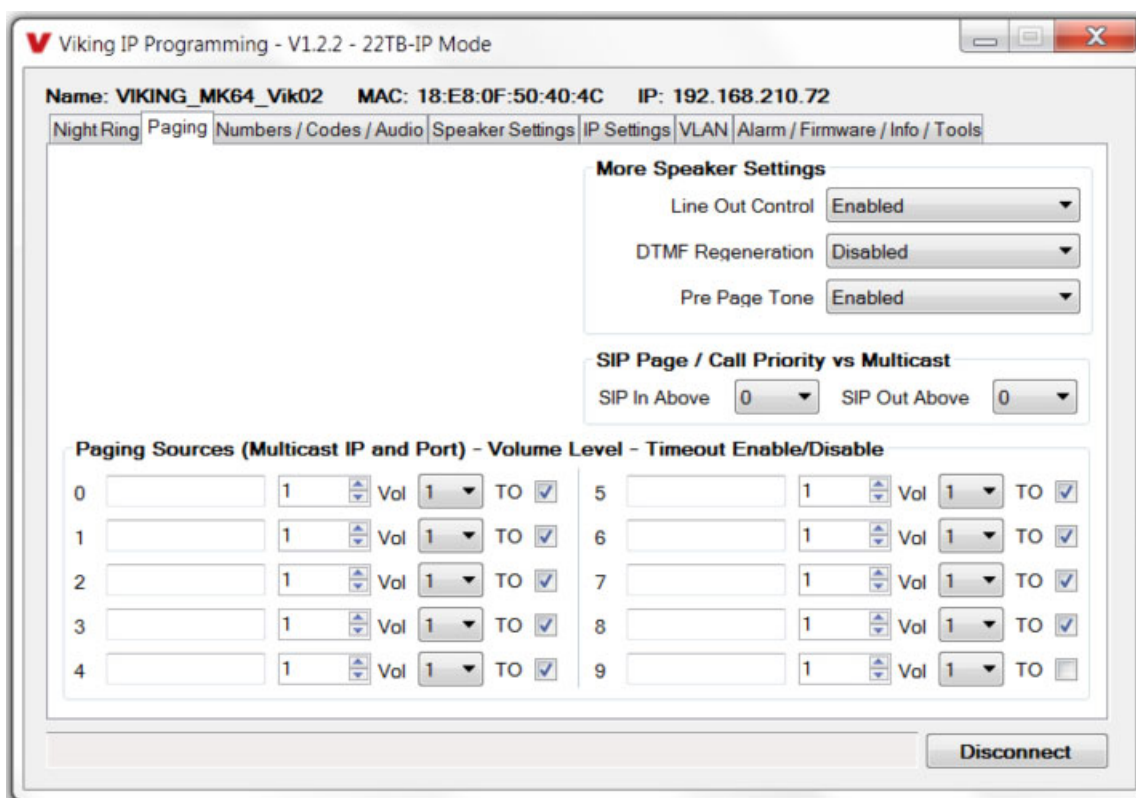 Viking IP Programming - V1.2.2 - 22TB-IP Mode
Name: VIKING_MK64_Vik02 MAC: 18:E8:0F:50:40:4C IP: 192.168.210.72
Night Ring Paging Numbers / Codes / Audio Speaker Settings IP Settings VLAN Alarm / Firmware / Info / Tools
More Speaker Settings
Line Out Control Enabled
DTMF Regeneration Disabled
Pre Page Tone Enabled
SIP Page / Call Priority vs Multicast
SIP In Above 0 SIP Out Above 0
Paging Sources (Multicast IP and Port) - Volume Level - Timeout Enable/Disable
0 1 Vol 1 TO 5 1 Vol 1 TO
1 1 Vol 1 TO 6 1 Vol 1 TO
2 1 Vol 1 TO 7 1 Vol 1 TO
3 1 Vol 1 TO 8 1 Vol 1 TO
4 1 Vol 1 TO 9 1 Vol 1 TO
Disconnect